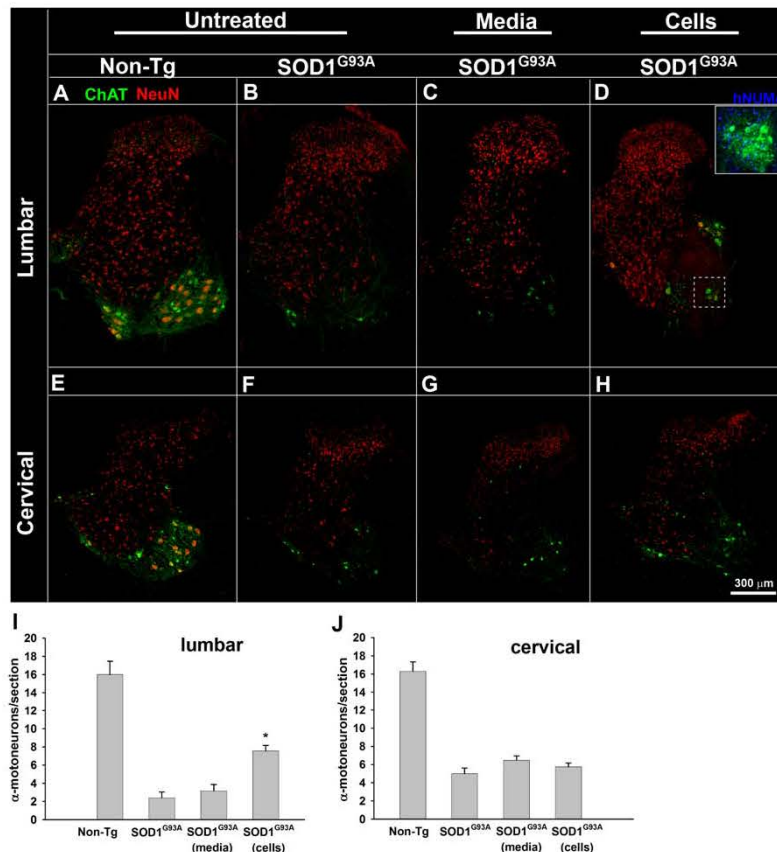 Untreated Media Cells
Non-Tg SOD1G93A SOD1G93A SOD1G93A
A ChAT NeuN B C D hNUMA
Lumbar
E F G H
Cervical
300 µm
I J
lumbar cervical
α-motoneurons/section
20
18
16
14
12
10
8
6
4
2
0
*
Non-Tg SOD1G93A SOD1G93A SOD1G93A
(media) (cells)
α-motoneurons/section
20
18
16
14
12
10
8
6
4
2
0
Non-Tg SOD1G93A SOD1G93A SOD1G93A
(media) (cells)